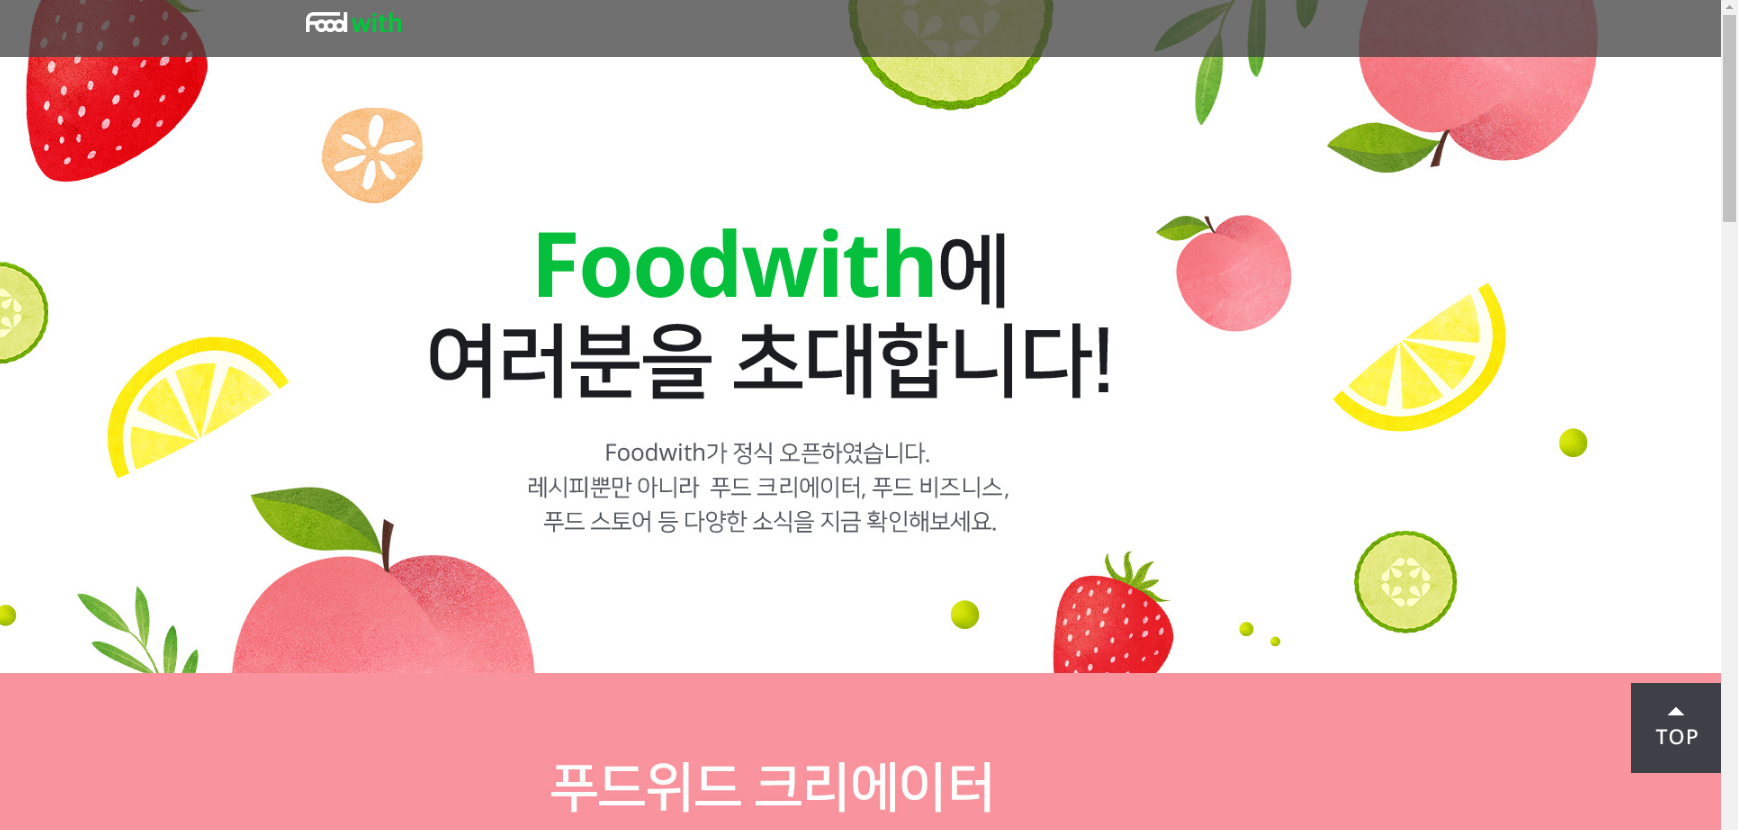 Food with
Foodwith에
여러분을 초대합니다!
Foodwith가 정식 오픈하였습니다.
레시피뿐만 아니라 푸드 크리에이터, 푸드 비즈니스,
푸드 스토어 등 다양한 소식을 지금 확인해보세요.
TOP
푸드위드 크리에이터